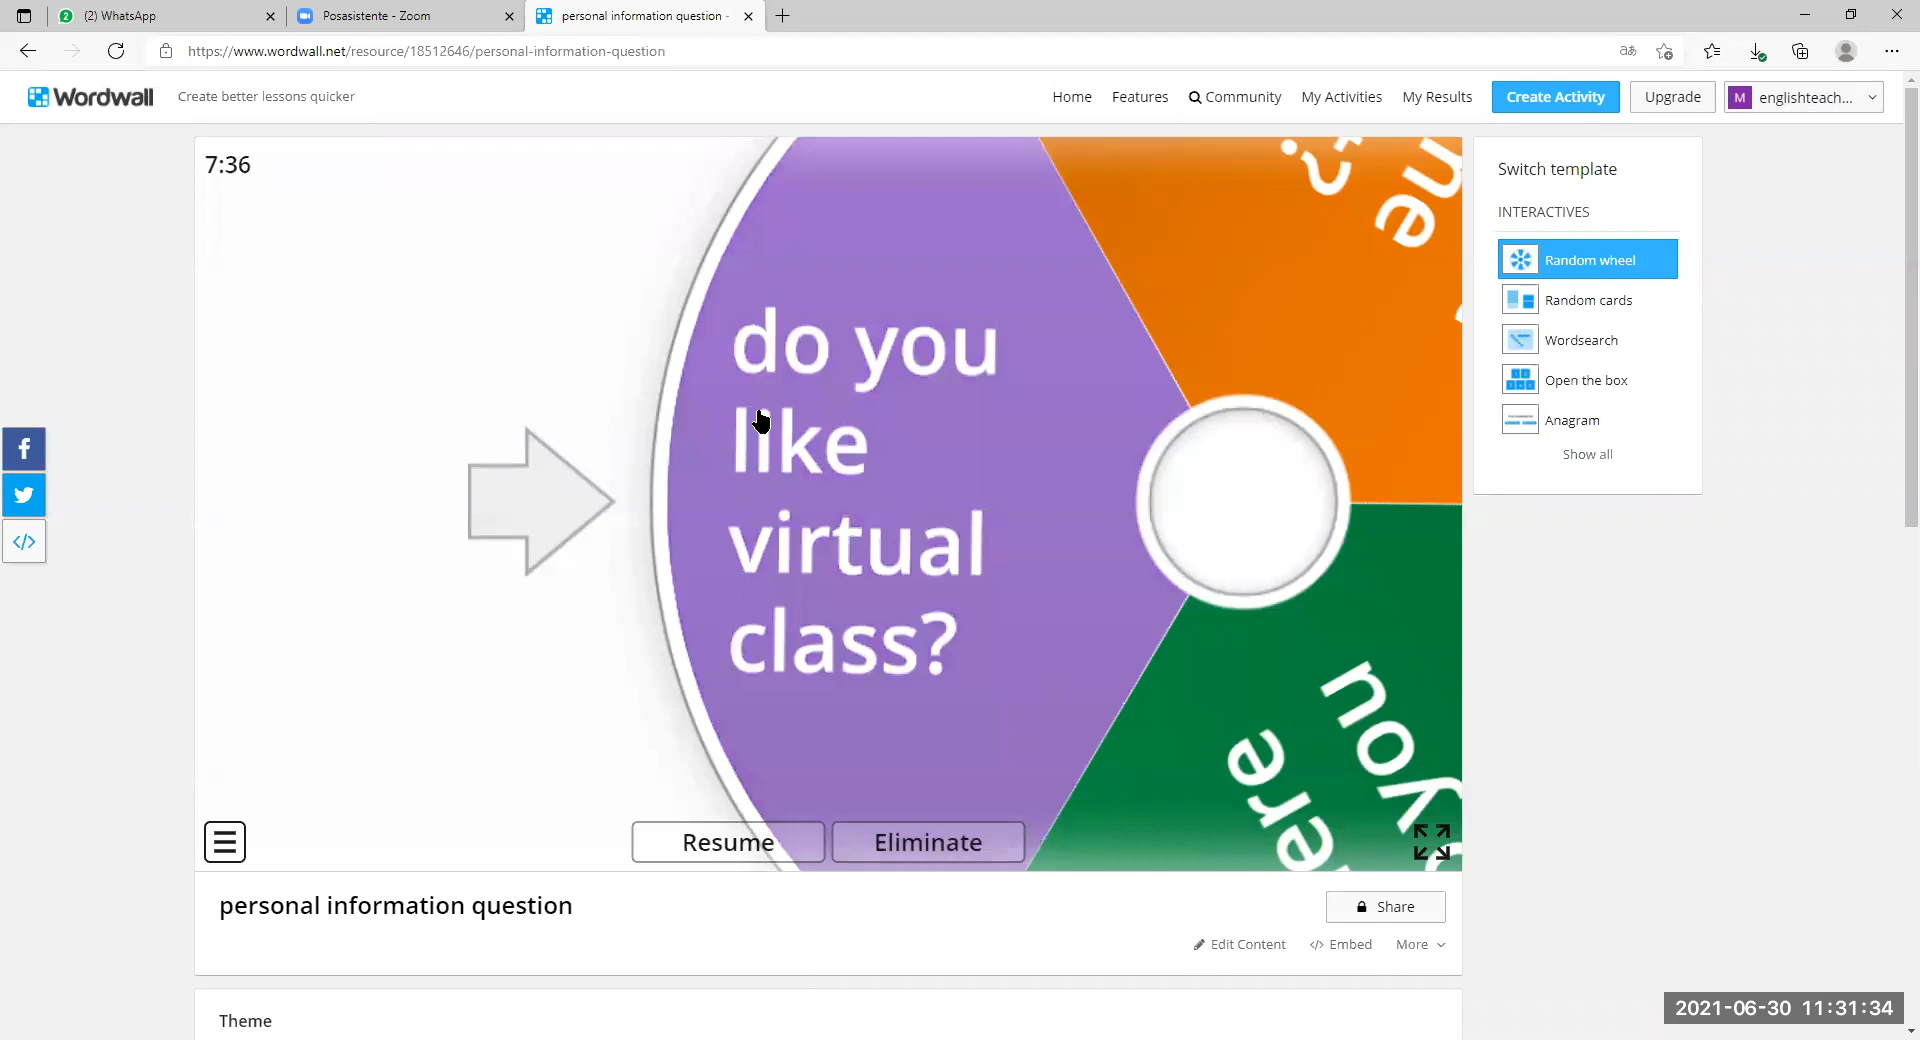 (2) WhatsApp
Posasistente - Zoom
personal information question -
https://www.wordwall.net/resource/18512646/personal-information-question
Wordwall
Create better lessons quicker
Home
Features
Community
My Activities
My Results
Create Activity
Upgrade
M
englishteach...
7:36
do you
like
virtual
class?
me
?
you
ere
Resume
Eliminate
Switch template
INTERACTIVES
Random wheel
Random cards
Wordsearch
Open the box
Anagram
Show all
personal information question
Share
Edit Content
</> Embed
More
Theme
2021-06-30 11:31:34